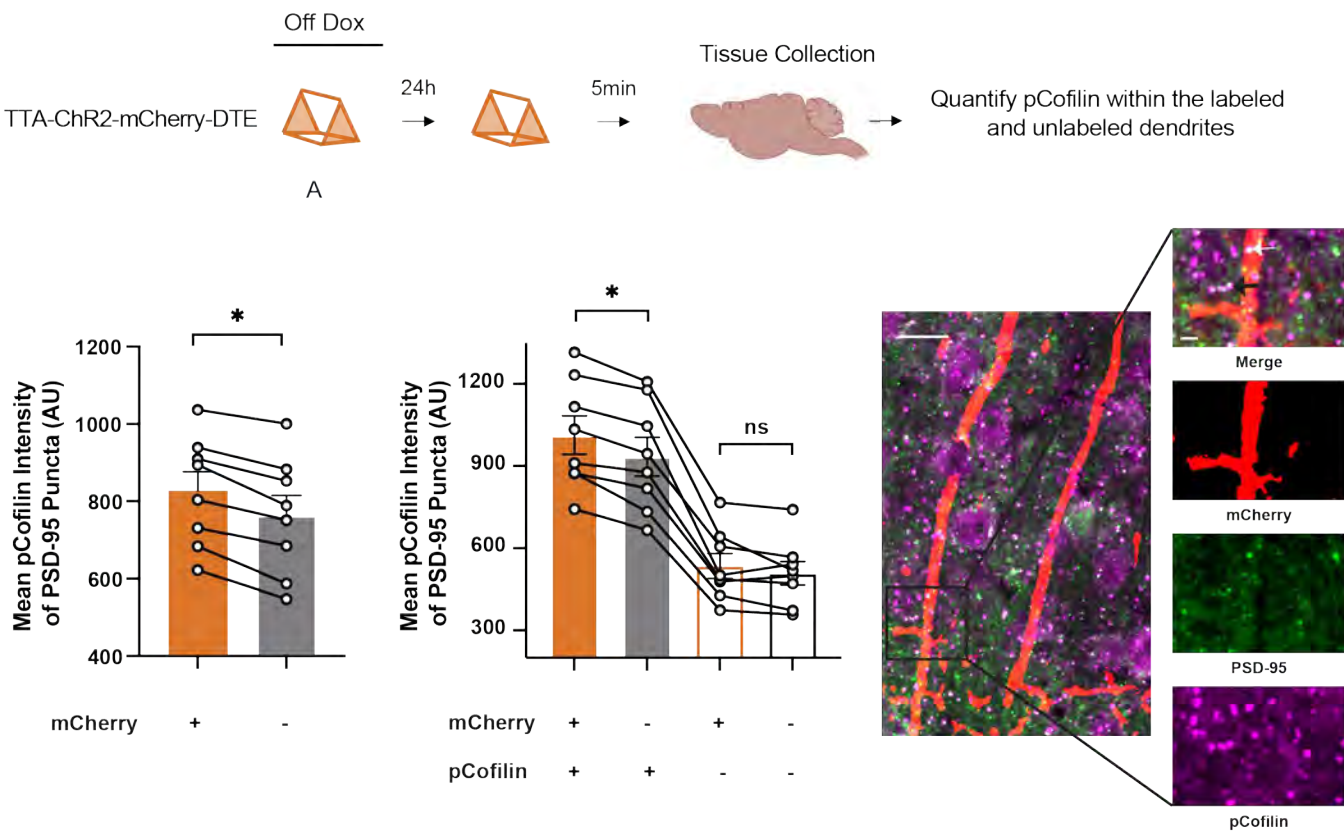 Off Dox
TTA-ChR2-mCherry-DTE
A
24h
5min
Tissue Collection
Quantify pCofilin within the labeled
and unlabeled dendrites
Mean pCofilin Intensity
of PSD-95 Puncta (AU)
1200
1000
800
600
400
*
mCherry + -
Mean pCofilin Intensity
of PSD-95 Puncta (AU)
1200
900
600
300
*
ns
mCherry + - + -
pCofilin + + - -
Merge
mCherry
PSD-95
pCofilin